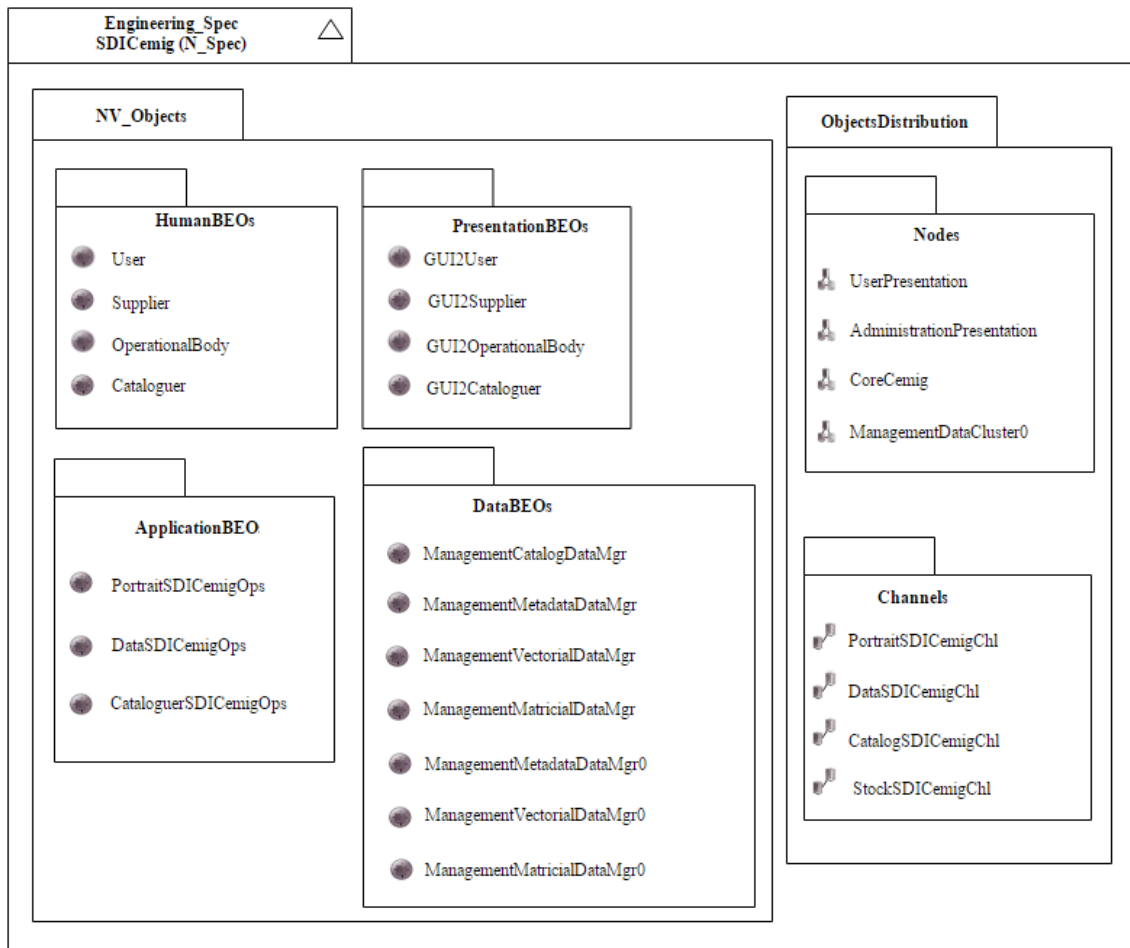 Engineering_Spec
SDICemig (N_Spec)
NV_Objects
HumanBEOs
User
Supplier
OperationalBody
Cataloguer
PresentationBEOs
GUI2User
GUI2Supplier
GUI2OperationalBody
GUI2Cataloguer
ApplicationBEO
PortraitSDICemigOps
DataSDICemigOps
CataloguerSDICemigOps
DataBEOs
ManagementCatalogDataMgr
ManagementMetadataDataMgr
ManagementVectorialDataMgr
ManagementMatricialDataMgr
ManagementMetadataDataMgr0
ManagementVectorialDataMgr0
ManagementMatricialDataMgr0
ObjectsDistribution
Nodes
UserPresentation
AdministrationPresentation
CoreCemig
ManagementDataCluster0
Channels
PortraitSDICemigChl
DataSDICemigChl
CatalogSDICemigChl
StockSDICemigChl